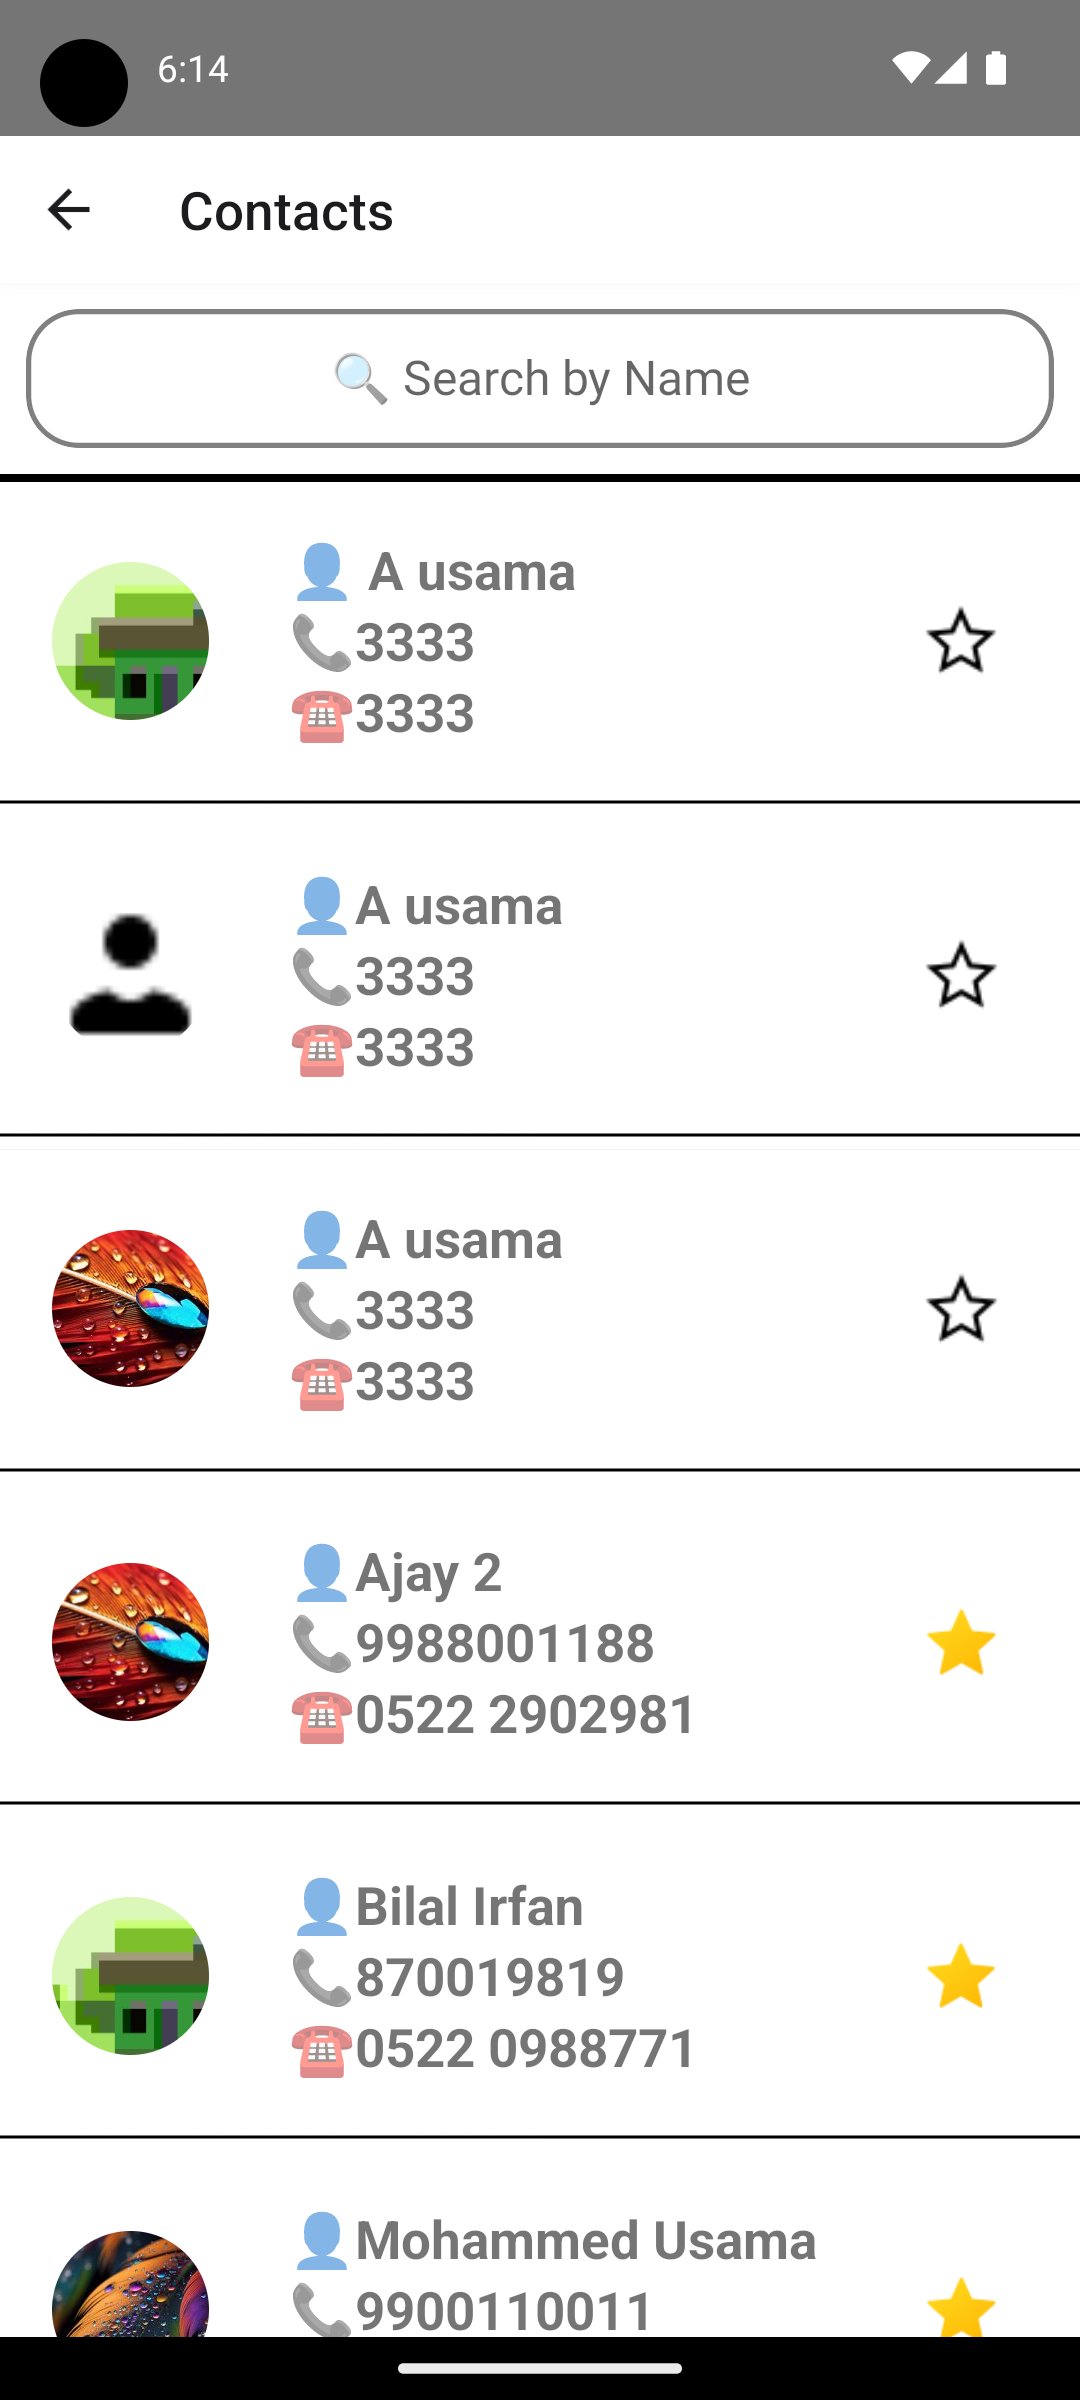 6:14
Contacts
🔍 Search by Name
👤 A usama
📞3333
☎️3333
👤A usama
📞3333
☎️3333
👤A usama
📞3333
☎️3333
👤Ajay 2
📞9988001188
☎️0522 2902981
👤Bilal Irfan
📞870019819
☎️0522 0988771
👤Mohammed Usama
📞9900110011